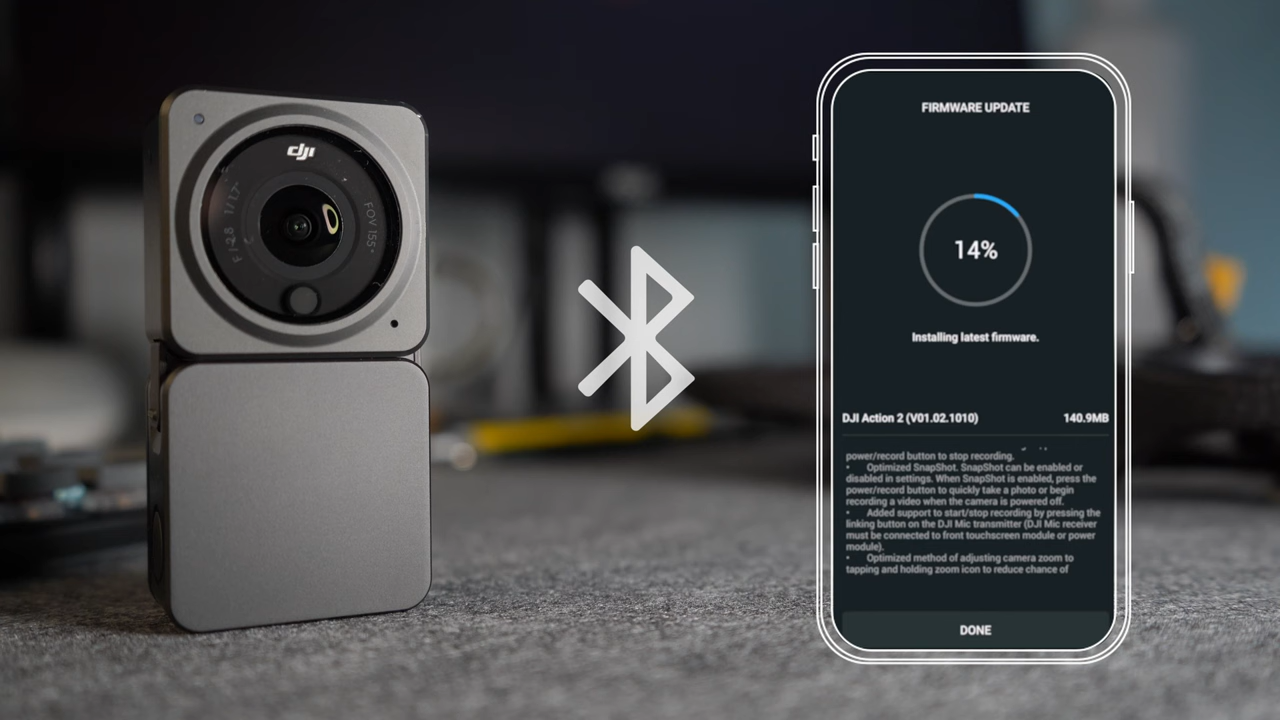 dji
F/2.8 1/1.7"
FOV 155°
FIRMWARE UPDATE
14%
Installing latest firmware.
DJI Action 2 (V01.02.1010) 140.9MB
power/record button to stop recording.
• Optimized SnapShot. SnapShot can be enabled or
disabled in settings. When SnapShot is enabled, press the
power/record button to quickly take a photo or begin
recording a video when the camera is powered off.
• Added support to start/stop recording by pressing the
linking button on the DJI Mic transmitter (DJI Mic receiver
must be connected to front touchscreen module or power
module).
• Optimized method of adjusting camera zoom to
tapping and holding zoom icon to reduce chance of
DONE